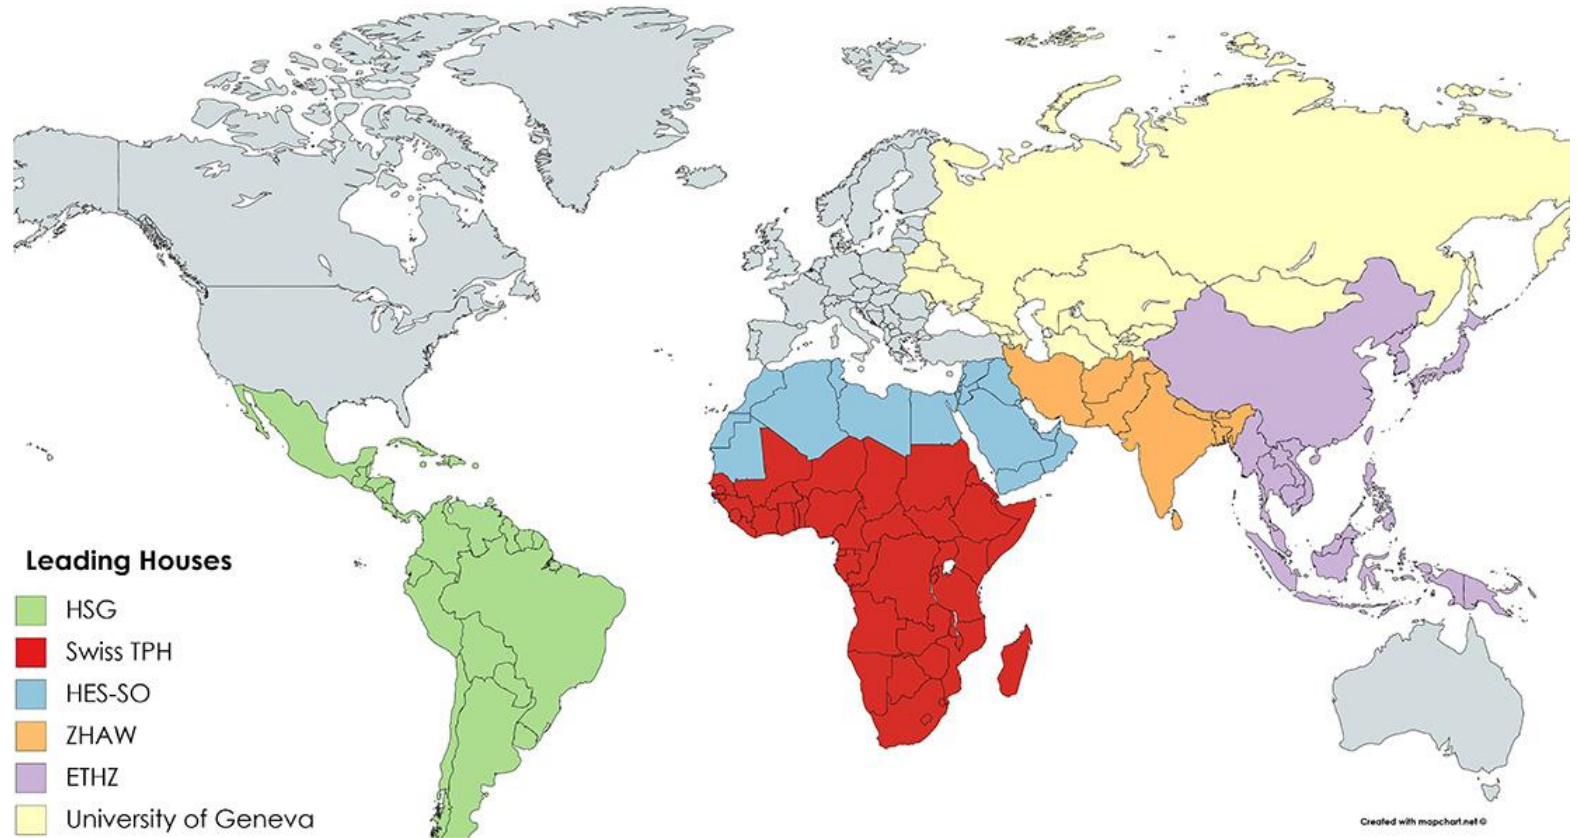 Leading Houses
HSG
Swiss TPH
HES-SO
ZHAW
ETHZ
University of Geneva
Created with mapchart.net ©